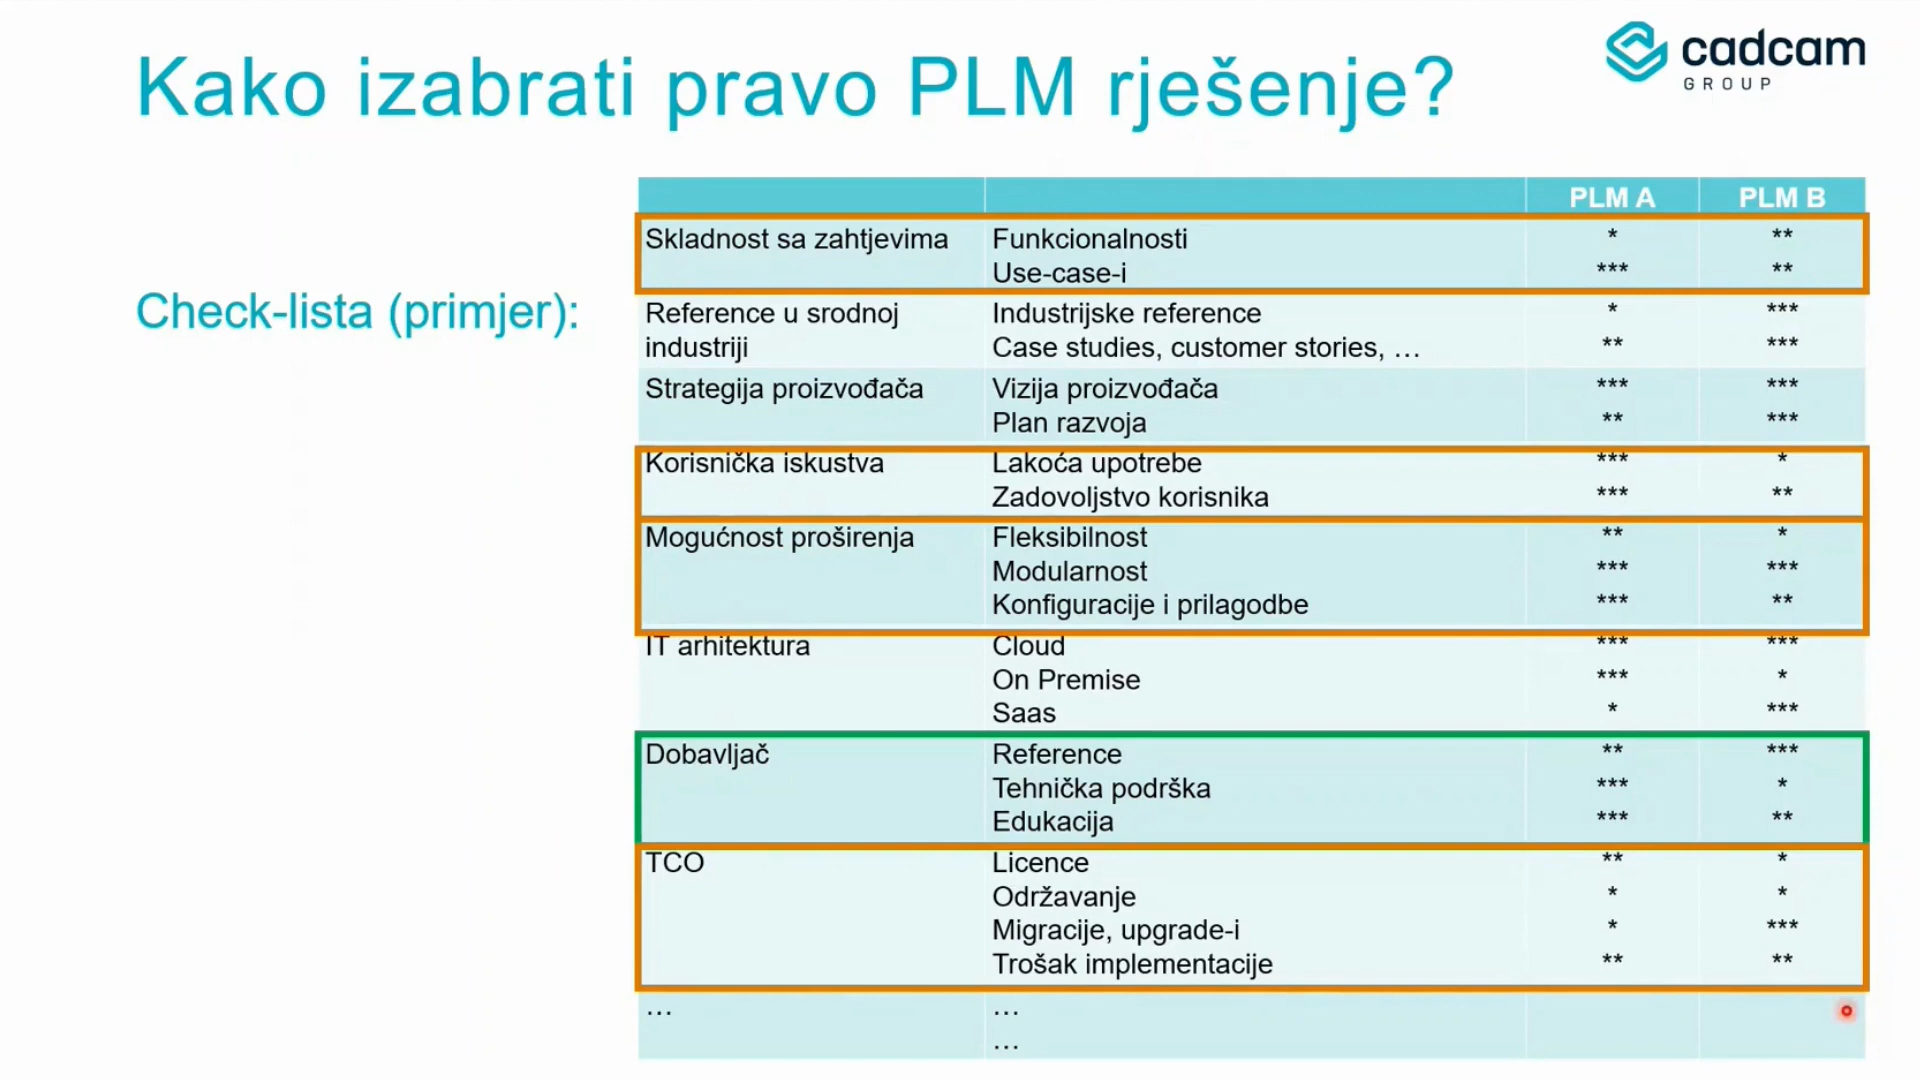 Kako izabrati pravo PLM rješenje?
cadcam
GROUP
Check-lista (primjer):
PLM A PLM B
Skladnost sa zahtjevima Funkcionalnosti * **
Use-case-i *** **
Reference u srodnoj Industrijske reference * ***
industriji Case studies, customer stories, … ** ***
Strategija proizvođača Vizija proizvođača *** ***
Plan razvoja ** ***
Korisnička iskustva Lakoća upotrebe *** *
Zadovoljstvo korisnika *** **
Mogućnost proširenja Fleksibilnost ** *
Modularnost *** ***
Konfiguracije i prilagodbe *** **
IT arhitektura Cloud *** ***
On Premise *** *
Saas * ***
Dobavljač Reference ** ***
Tehnička podrška *** *
Edukacija *** **
TCO Licence ** *
Održavanje * *
Migracije, upgrade-i * ***
Trošak implementacije ** **
… …
…